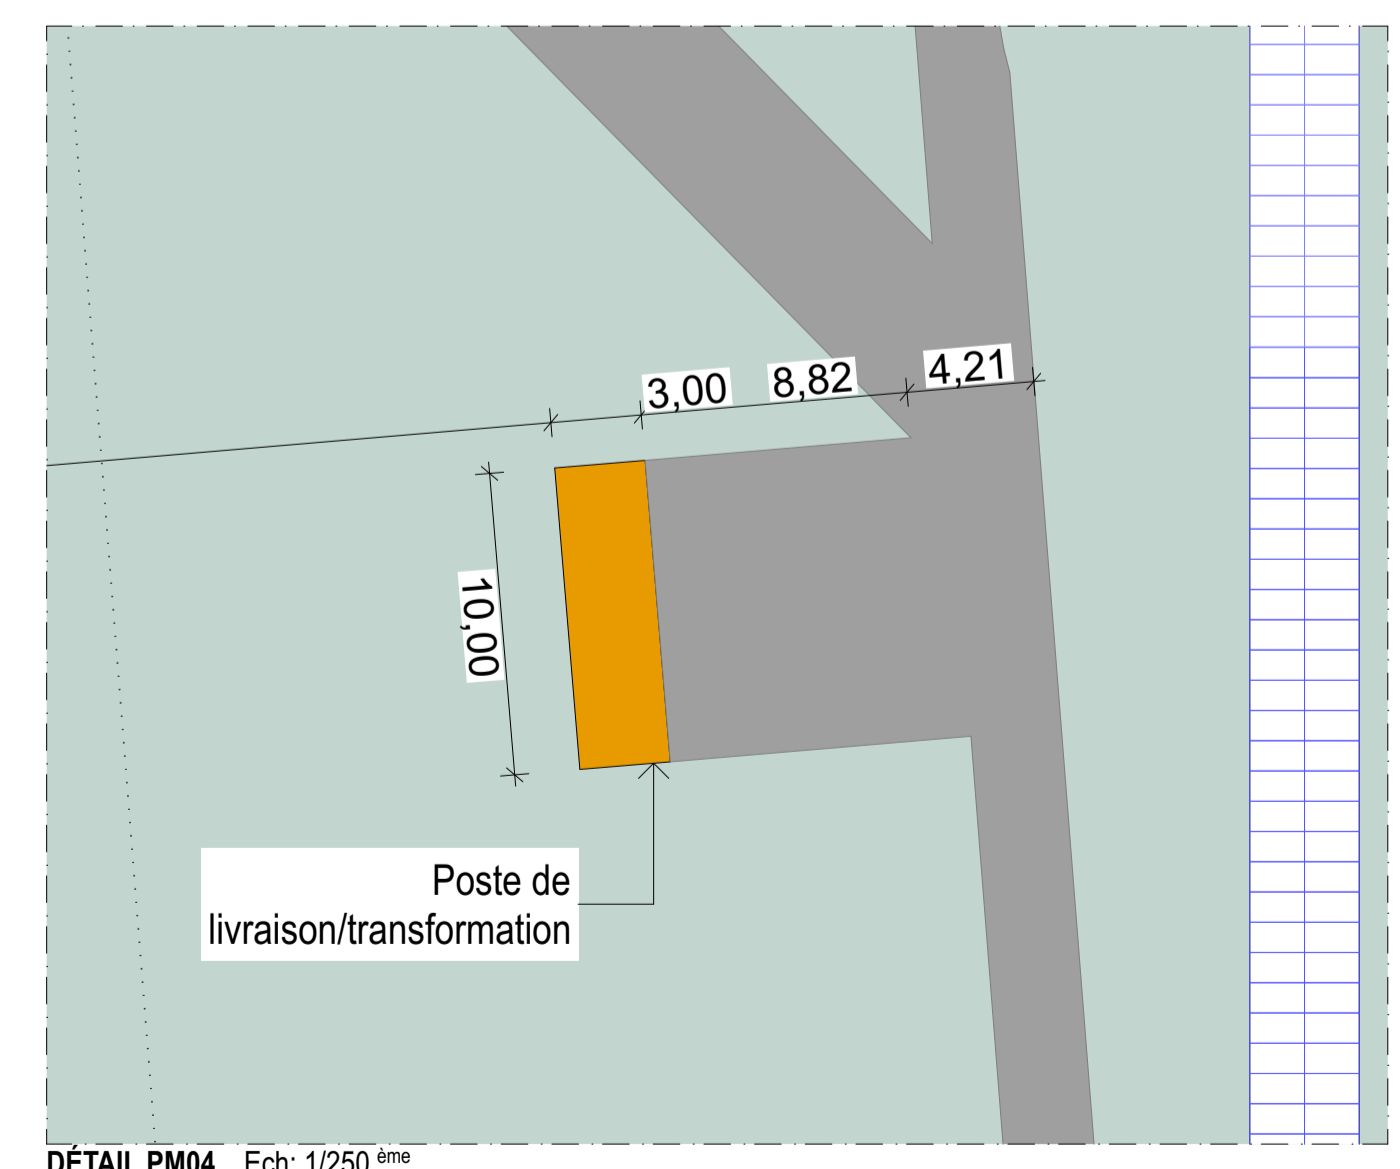 4,21
8,82
3,00
10,00
Poste de
livraison/transformation
DÉTAIL PM04 Ech: 1/250 ème